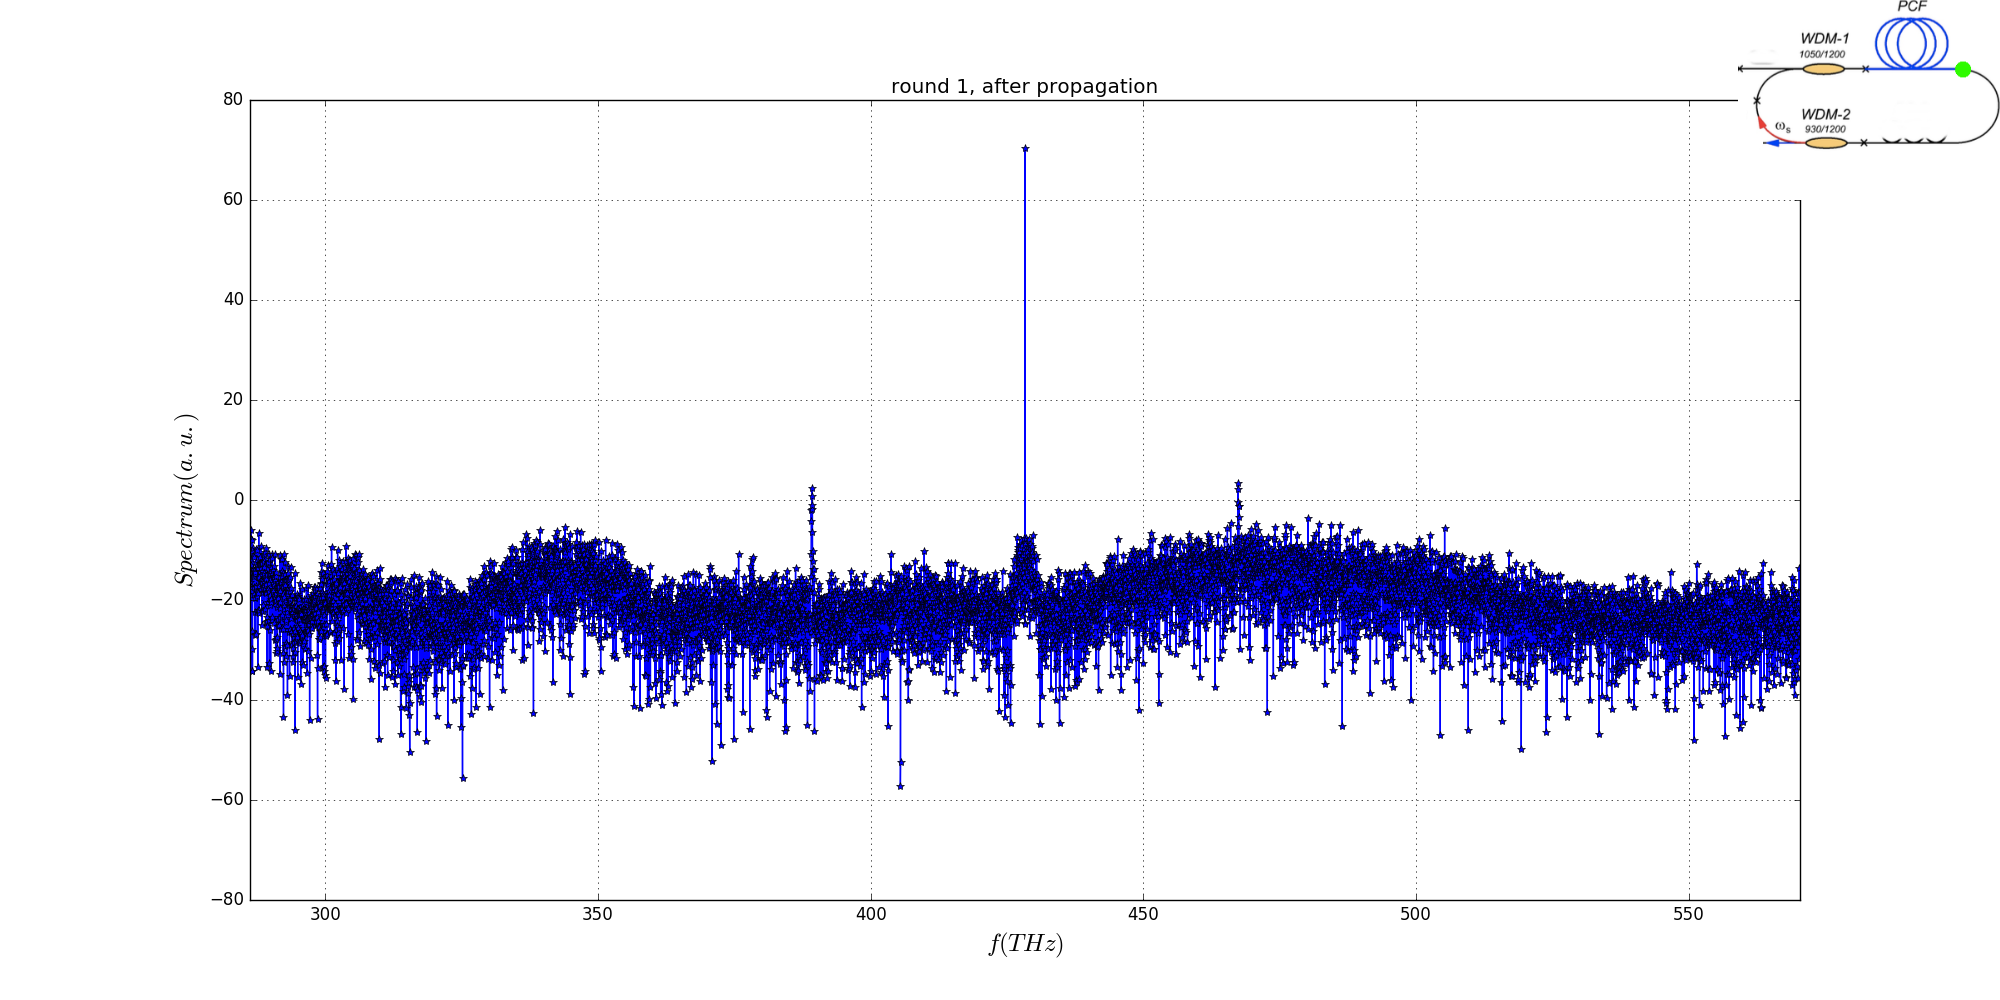 PCF
WDM-1
1050/1200
round 1, after propagation
WDM-2
ωs 930/1200
80
60
40
20
0
−20
−40
−60
−80
Spectrum(a. u. )
300 350 400 450 500 550
f(THz)